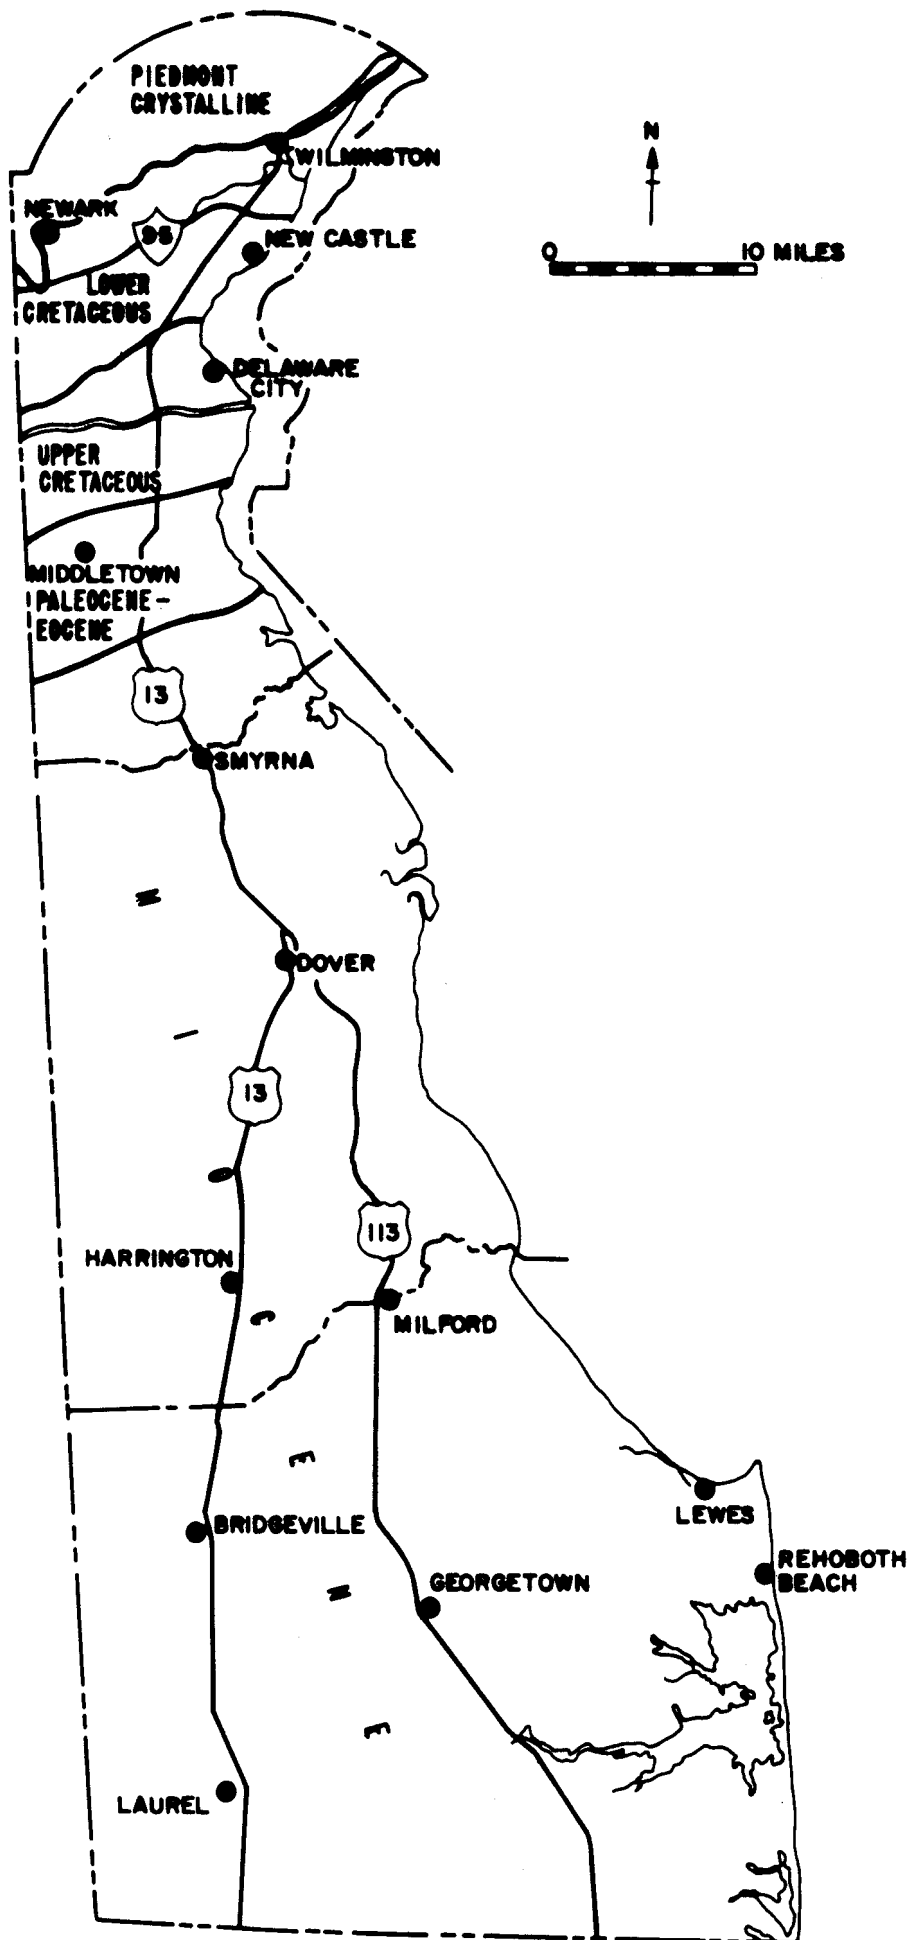 PIEDMONT
CRYSTALLINE
N
WILMINGTON
NEWARK
95
NEW CASTLE
0 10 MILES
LOWER
CRETACEOUS
DELAWARE
CITY
UPPER
CRETACEOUS
MIDDLETOWN
PALEOCENE-
EOCENE
13
SMYRNA
DOVER
13
113
HARRINGTON
MILFORD
M I O C E N E
LEWES
BRIDGEVILLE
REHOBOTH
BEACH
GEORGETOWN
LAUREL